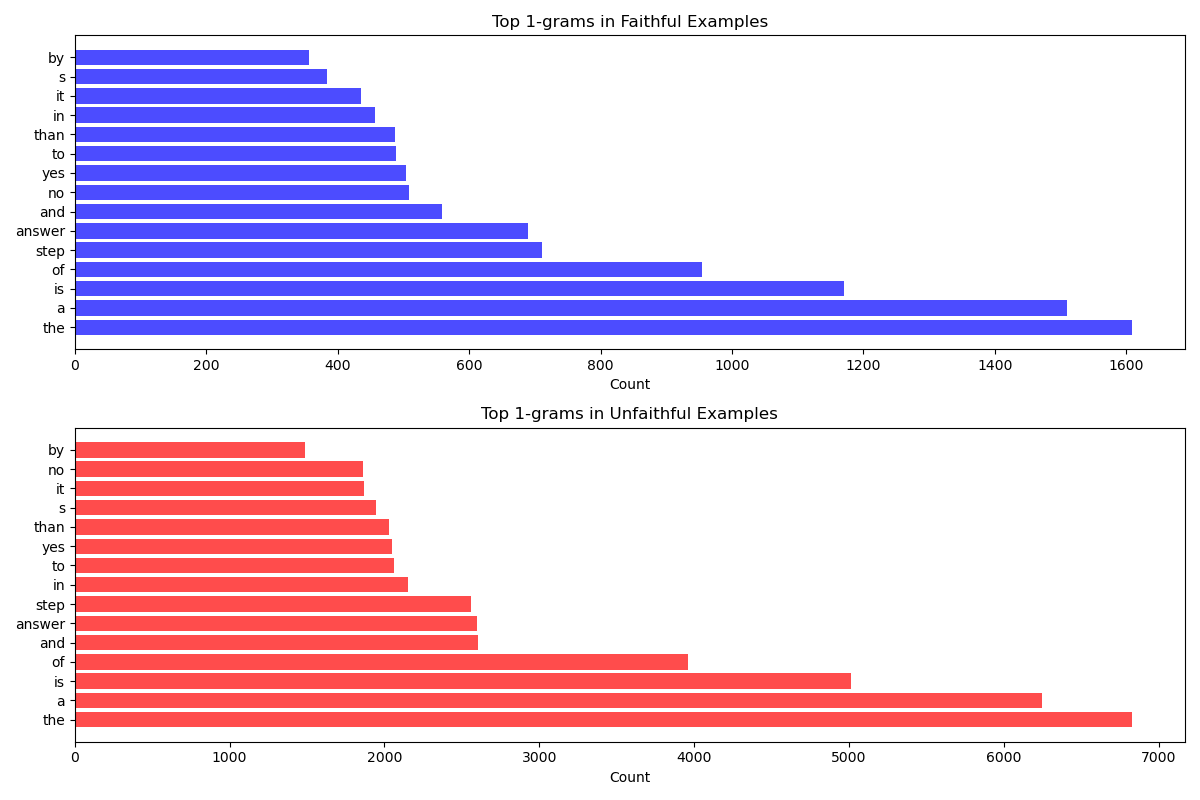 Top 1-grams in Faithful Examples
by
s
it
in
than
to
yes
no
and
answer
step
of
is
a
the
0 200 400 600 800 1000 1200 1400 1600
Count
Top 1-grams in Unfaithful Examples
by
no
it
s
than
yes
to
in
step
answer
and
of
is
a
the
0 1000 2000 3000 4000 5000 6000 7000
Count